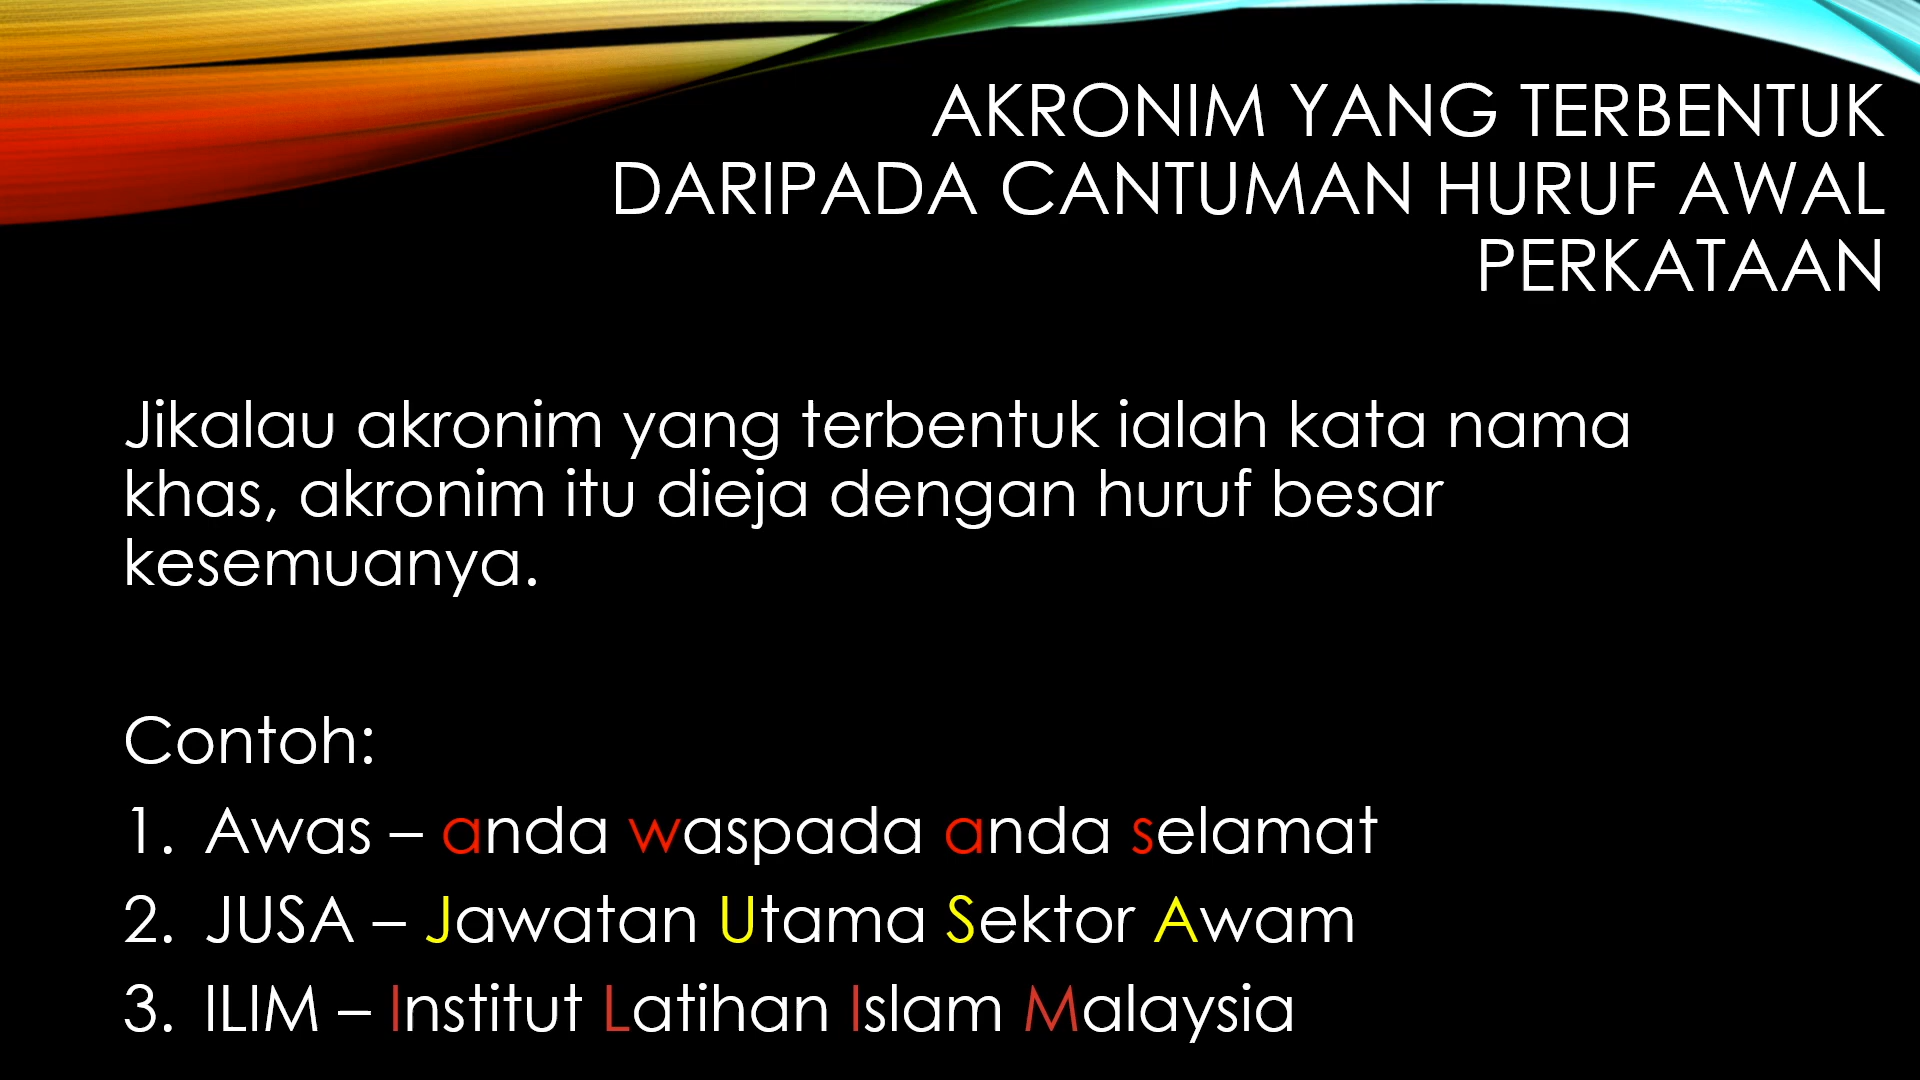 AKRONIM YANG TERBENTUK
DARIPADA CANTUMAN HURUF AWAL
PERKATAAN
Jikalau akronim yang terbentuk ialah kata nama
khas, akronim itu dieja dengan huruf besar
kesemuanya.
Contoh:
1. Awas – anda waspada anda selamat
2. JUSA – Jawatan Utama Sektor Awam
3. ILIM – Institut Latihan Islam Malaysia